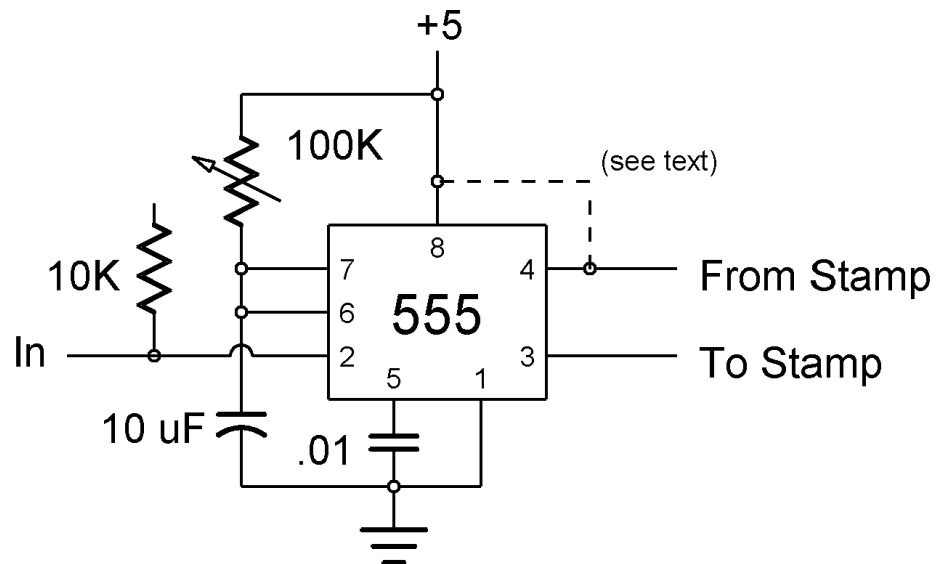 +5
100K
(see text)
8
10K
7
4
From Stamp
6
555
In
2
3
To Stamp
5
1
10 uF
.01